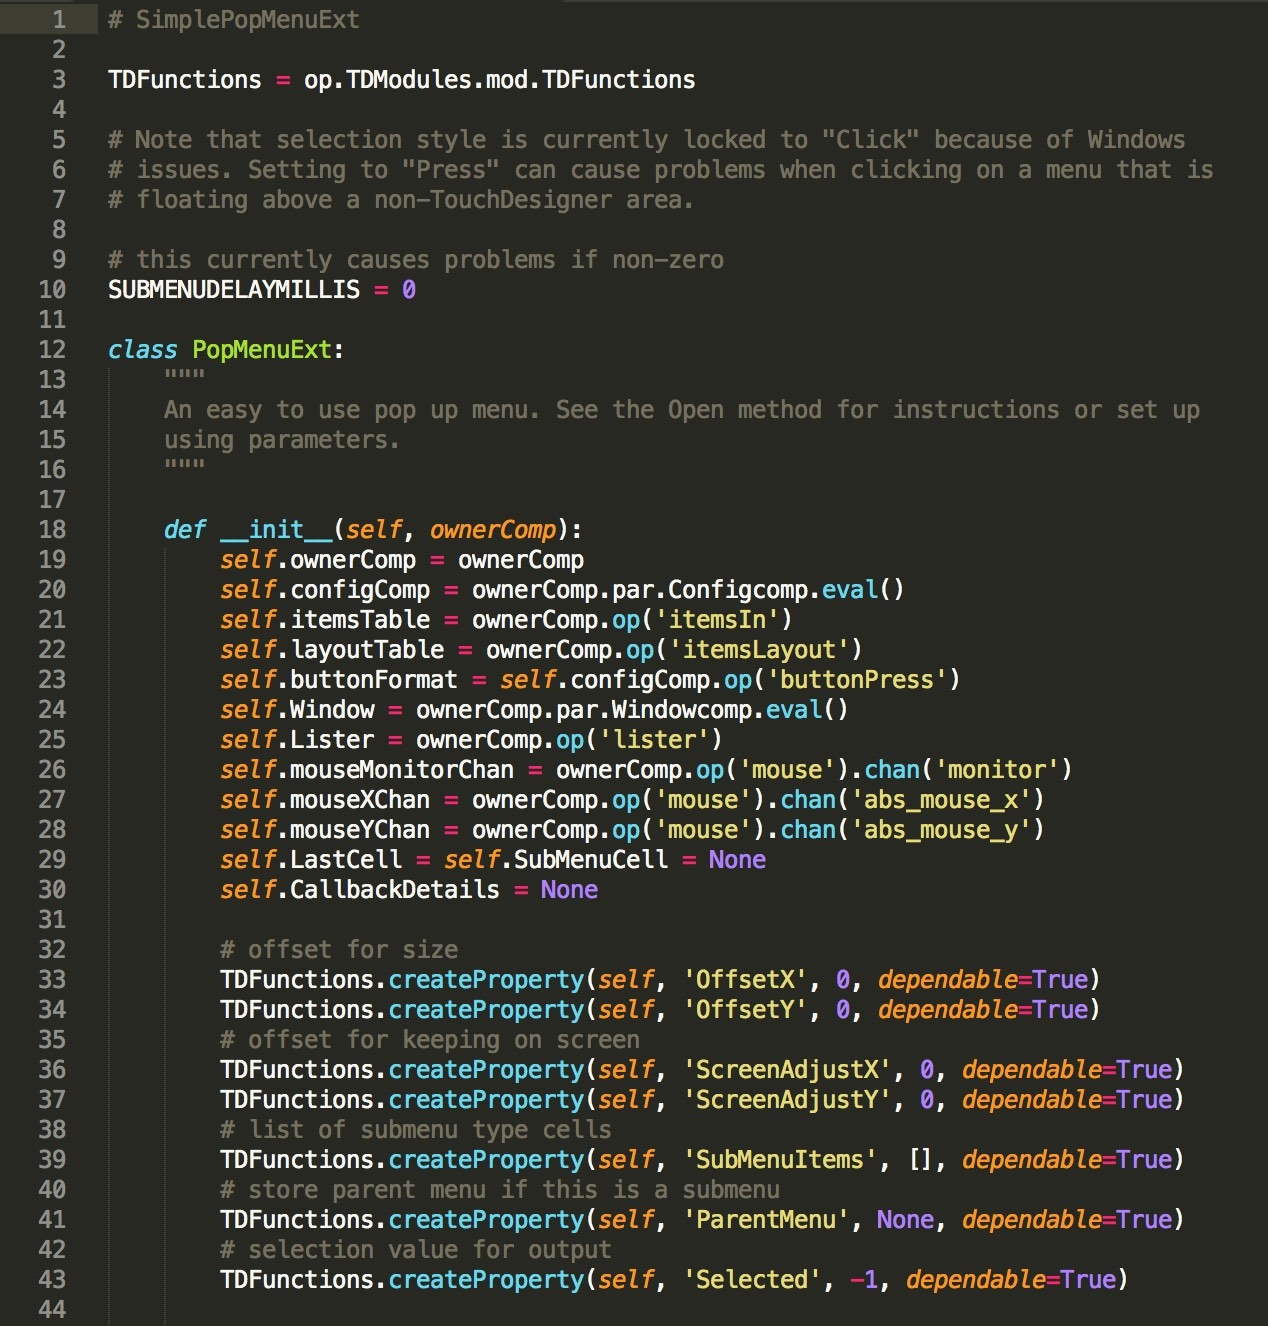 1 # SimplePopMenuExt
2
3 TDFunctions = op.TDModules.mod.TDFunctions
4
5 # Note that selection style is currently locked to "Click" because of Windows
6 # issues. Setting to "Press" can cause problems when clicking on a menu that is
7 # floating above a non-TouchDesigner area.
8
9 # this currently causes problems if non-zero
10 SUBMENUDELAYMILLIS = 0
11
12 class PopMenuExt:
13     """
14     An easy to use pop up menu. See the Open method for instructions or set up
15     using parameters.
16     """
17
18     def __init__(self, ownerComp):
19         self.ownerComp = ownerComp
20         self.configComp = ownerComp.par.Configcomp.eval()
21         self.itemsTable = ownerComp.op('itemsIn')
22         self.layoutTable = ownerComp.op('itemsLayout')
23         self.buttonFormat = self.configComp.op('buttonPress')
24         self.Window = ownerComp.par.Windowcomp.eval()
25         self.Lister = ownerComp.op('lister')
26         self.mouseMonitorChan = ownerComp.op('mouse').chan('monitor')
27         self.mouseXChan = ownerComp.op('mouse').chan('abs_mouse_x')
28         self.mouseYChan = ownerComp.op('mouse').chan('abs_mouse_y')
29         self.LastCell = self.SubMenuCell = None
30         self.CallbackDetails = None
31
32         # offset for size
33         TDFunctions.createProperty(self, 'OffsetX', 0, dependable=True)
34         TDFunctions.createProperty(self, 'OffsetY', 0, dependable=True)
35         # offset for keeping on screen
36         TDFunctions.createProperty(self, 'ScreenAdjustX', 0, dependable=True)
37         TDFunctions.createProperty(self, 'ScreenAdjustY', 0, dependable=True)
38         # list of submenu type cells
39         TDFunctions.createProperty(self, 'SubMenuItems', [], dependable=True)
40         # store parent menu if this is a submenu
41         TDFunctions.createProperty(self, 'ParentMenu', None, dependable=True)
42         # selection value for output
43         TDFunctions.createProperty(self, 'Selected', -1, dependable=True)
44